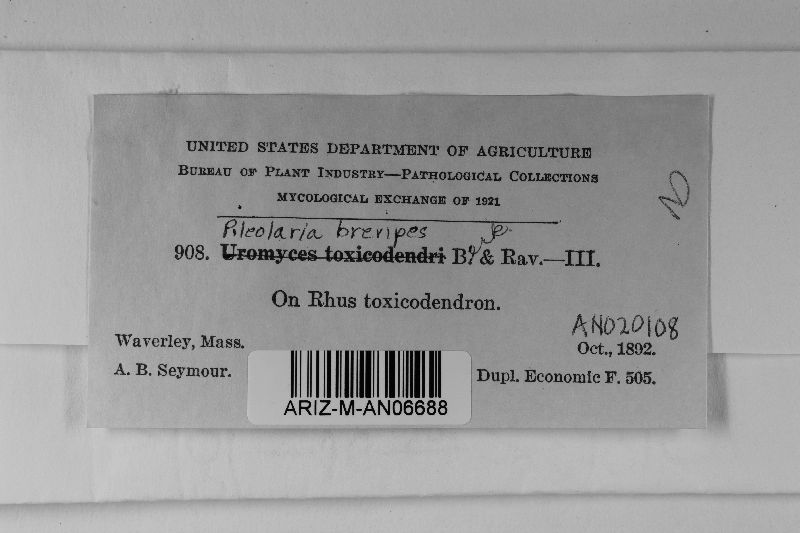 UNITED STATES DEPARTMENT OF AGRICULTURE
BUREAU OF PLANT INDUSTRY—PATHOLOGICAL COLLECTIONS
MYCOLOGICAL EXCHANGE OF 1921
Pileolaria brevipes
908. Uromyces toxicodendri B. & Rav.—III.
On Rhus toxicodendron.
AN020108
Waverley, Mass.
Oct., 1892.
A. B. Seymour.
Dupl. Economic F. 505.
ARIZ-M-AN06688